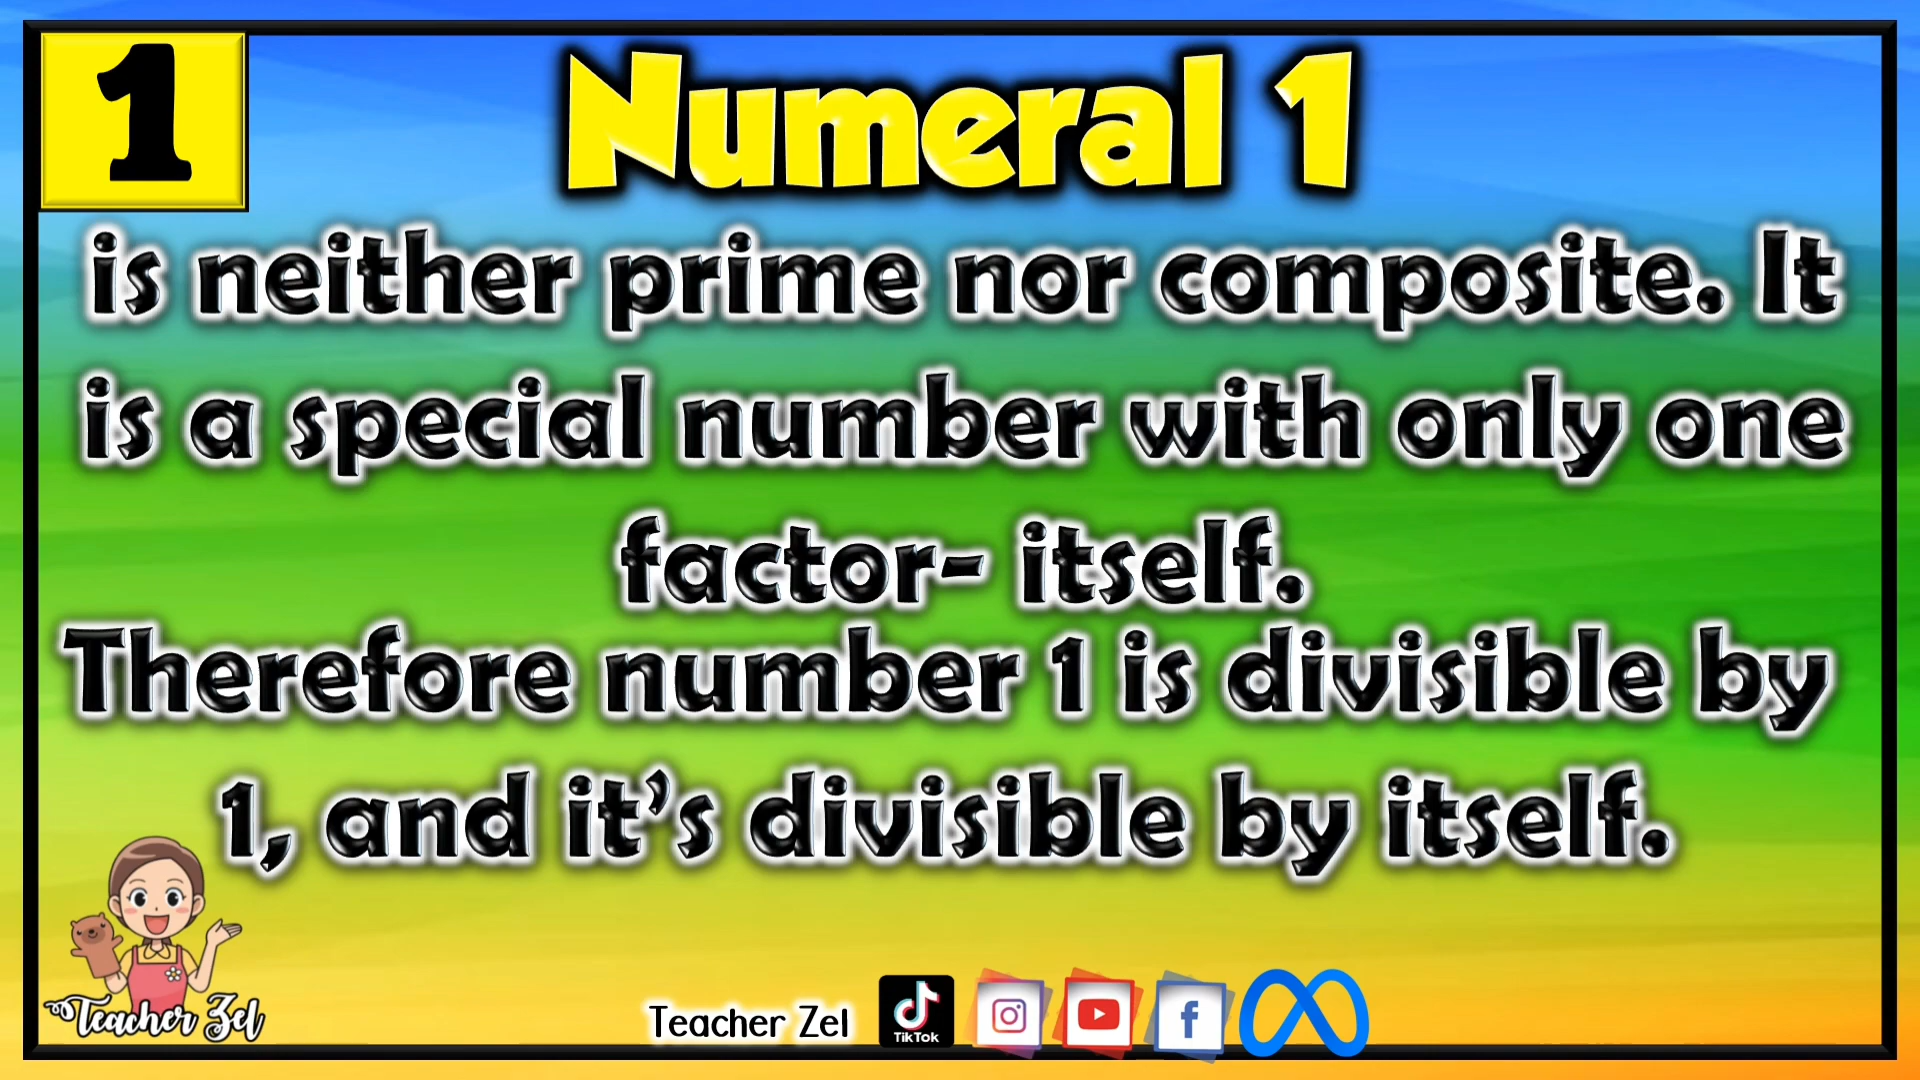 1
Numeral 1
is neither prime nor composite. It
is a special number with only one
factor- itself.
Therefore number 1 is divisible by
1, and it’s divisible by itself.
Teacher Zel
Teacher Zel
TikTok